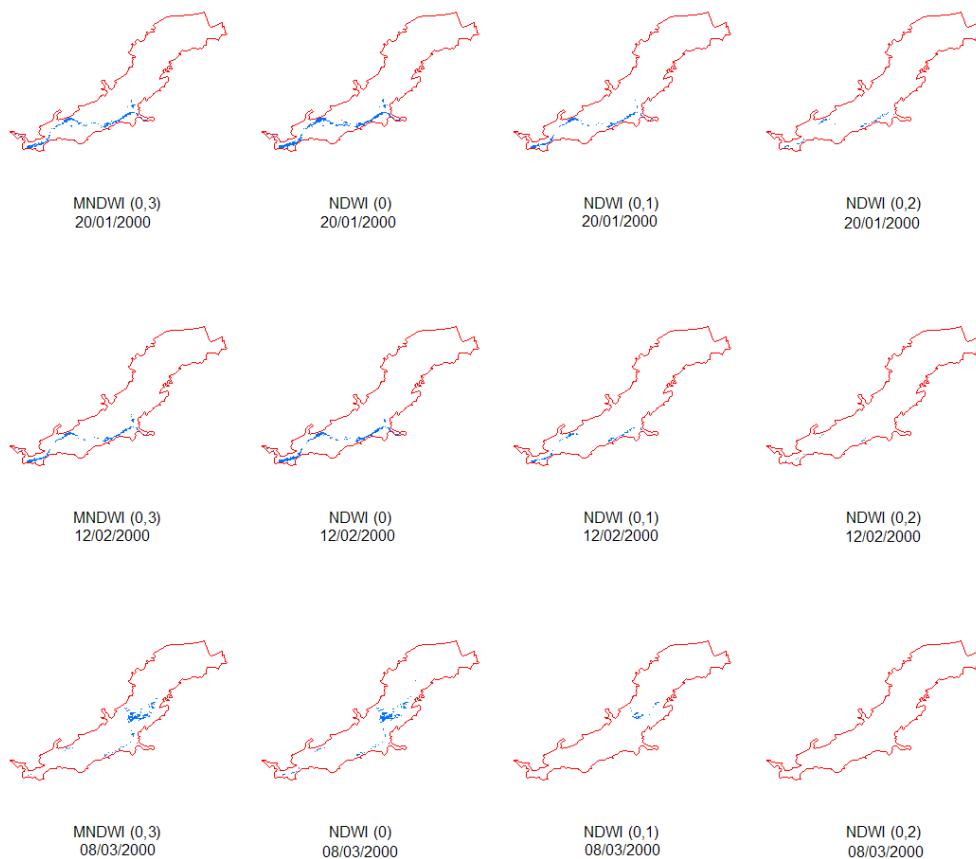 MNDWI (0,3)
20/01/2000
NDWI (0)
20/01/2000
NDWI (0,1)
20/01/2000
NDWI (0,2)
20/01/2000
MNDWI (0,3)
12/02/2000
NDWI (0)
12/02/2000
NDWI (0,1)
12/02/2000
NDWI (0,2)
12/02/2000
MNDWI (0,3)
08/03/2000
NDWI (0)
08/03/2000
NDWI (0,1)
08/03/2000
NDWI (0,2)
08/03/2000